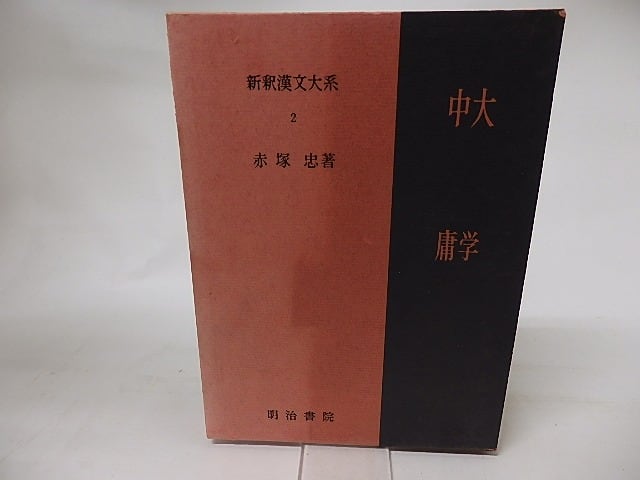 新釈漢文大系
2
赤塚 忠著
明治書院
大学
中庸